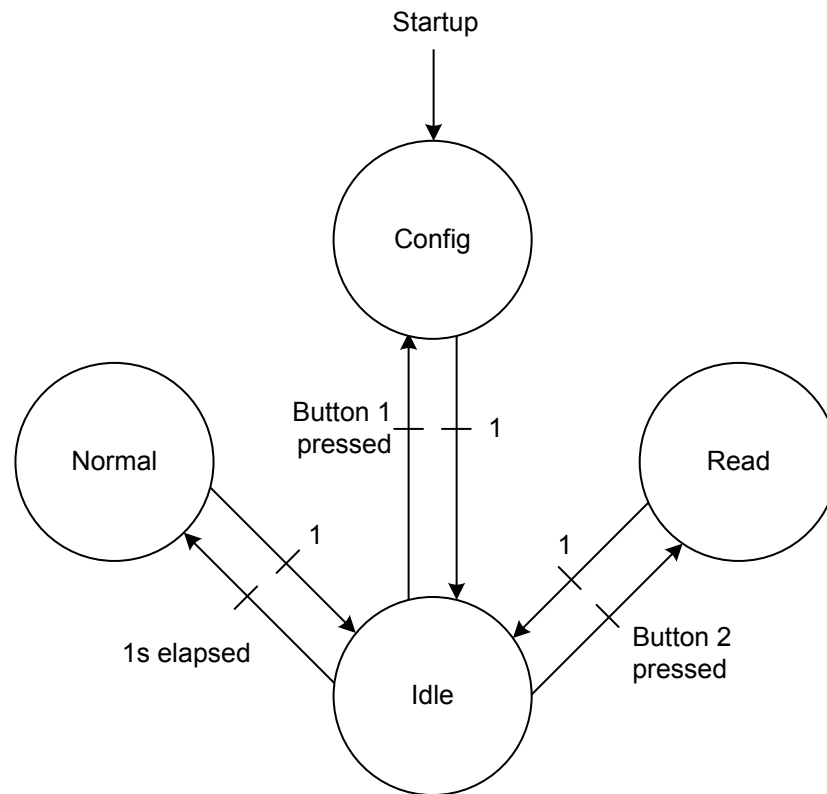 Startup
Config
Button 1
pressed
1
Normal
Read
1
1
1s elapsed
Button 2
pressed
Idle